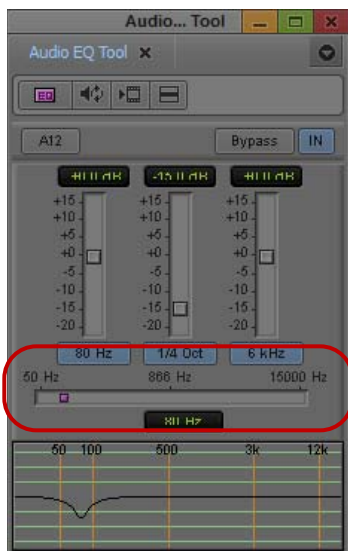 Audio... Tool
Audio EQ Tool
EQ
A12 Bypass IN
+0.0 dB -15.0 dB +0.0 dB
+15 +15 +15
+10 +10 +10
+5 +5 +5
+0 +0 +0
-5 -5 -5
-10 -10 -10
-15 -15 -15
-20 -20 -20
80 Hz 1/4 Oct 6 kHz
50 Hz 866 Hz 15000 Hz
80 Hz
50 100 500 3k 12k